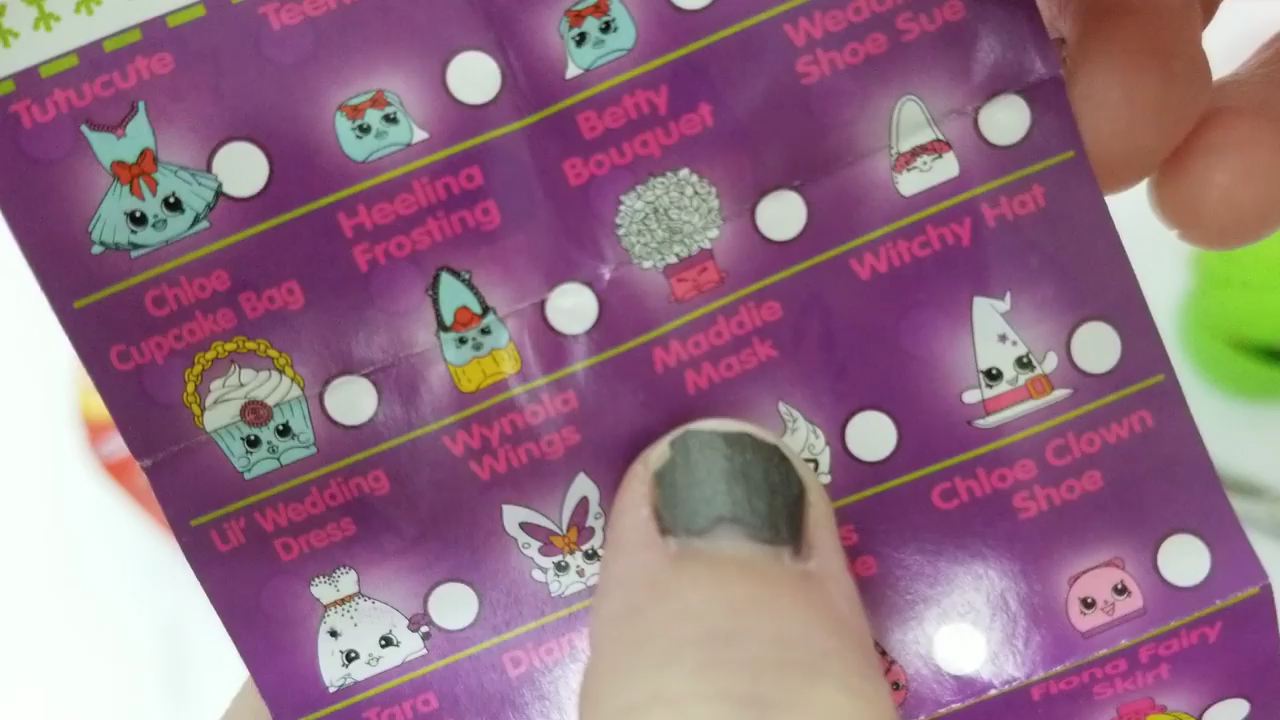 Tutucute
Heelina
Frosting
Betty
Bouquet
Shoe Sue
Chloe
Cupcake Bag
Wynola
Wings
Maddie
Mask
Witchy Hat
Lil' Wedding
Dress
Chloe Clown
Shoe
Tara
Fiona Fairy
Skirt